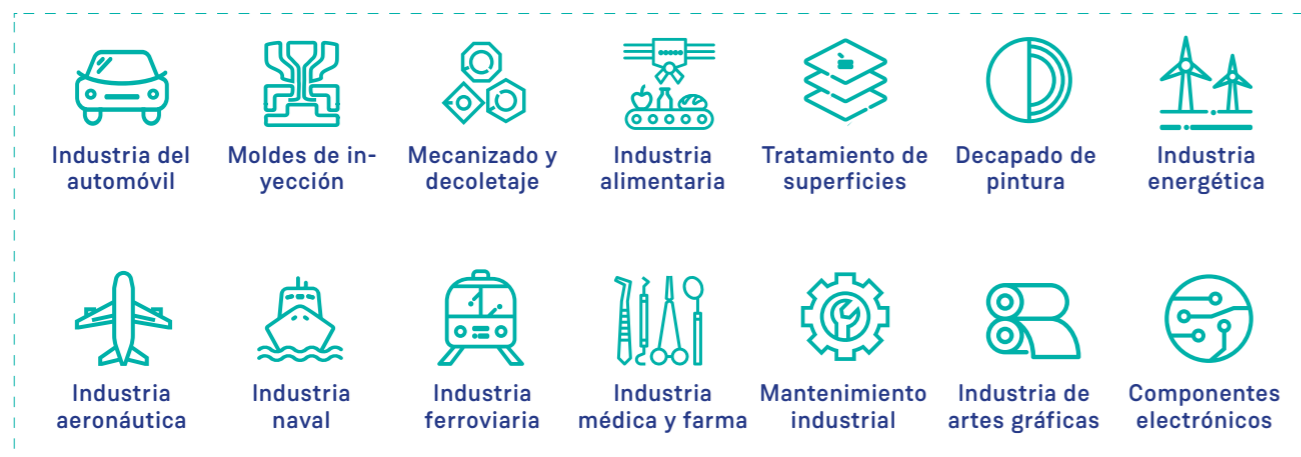 Industria del
automóvil
Moldes de in-
yección
Mecanizado y
decoletaje
Industria
alimentaria
Tratamiento de
superficies
Decapado de
pintura
Industria
energética
Industria
aeronáutica
Industria
naval
Industria
ferroviaria
Industria
médica y farma
Mantenimiento
industrial
Industria de
artes gráficas
Componentes
electrónicos